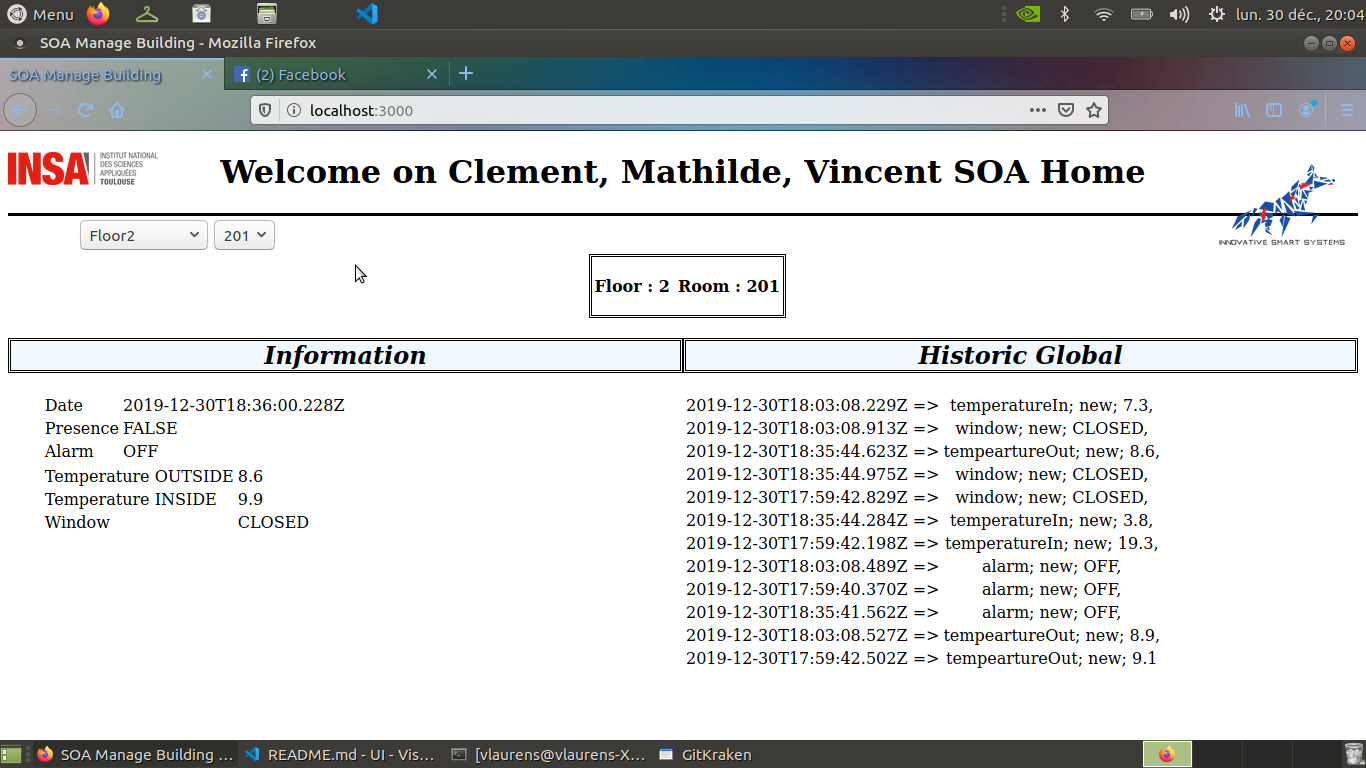 Menu
lun. 30 déc., 20:04
SOA Manage Building - Mozilla Firefox
SOA Manage Building
(2) Facebook
localhost:3000
INSA
INSTITUT NATIONAL
DES SCIENCES
APPLIQUÉES
TOULOUSE
Welcome on Clement, Mathilde, Vincent SOA Home
INNOVATIVE SMART SYSTEMS
Floor2 201
Floor : 2 Room : 201
Information
Date 2019-12-30T18:36:00.228Z
Presence FALSE
Alarm OFF
Temperature OUTSIDE 8.6
Temperature INSIDE 9.9
Window CLOSED
Historic Global
2019-12-30T18:03:08.229Z => temperatureIn; new; 7.3,
2019-12-30T18:03:08.913Z => window; new; CLOSED,
2019-12-30T18:35:44.623Z => tempeartureOut; new; 8.6,
2019-12-30T18:35:44.975Z => window; new; CLOSED,
2019-12-30T17:59:42.829Z => window; new; CLOSED,
2019-12-30T18:35:44.284Z => temperatureIn; new; 3.8,
2019-12-30T17:59:42.198Z => temperatureIn; new; 19.3,
2019-12-30T18:03:08.489Z => alarm; new; OFF,
2019-12-30T17:59:40.370Z => alarm; new; OFF,
2019-12-30T18:35:41.562Z => alarm; new; OFF,
2019-12-30T18:03:08.527Z => tempeartureOut; new; 8.9,
2019-12-30T17:59:42.502Z => tempeartureOut; new; 9.1
SOA Manage Building ...
README.md - UI - Vis...
[vlaurens@vlaurens-X...
GitKraken